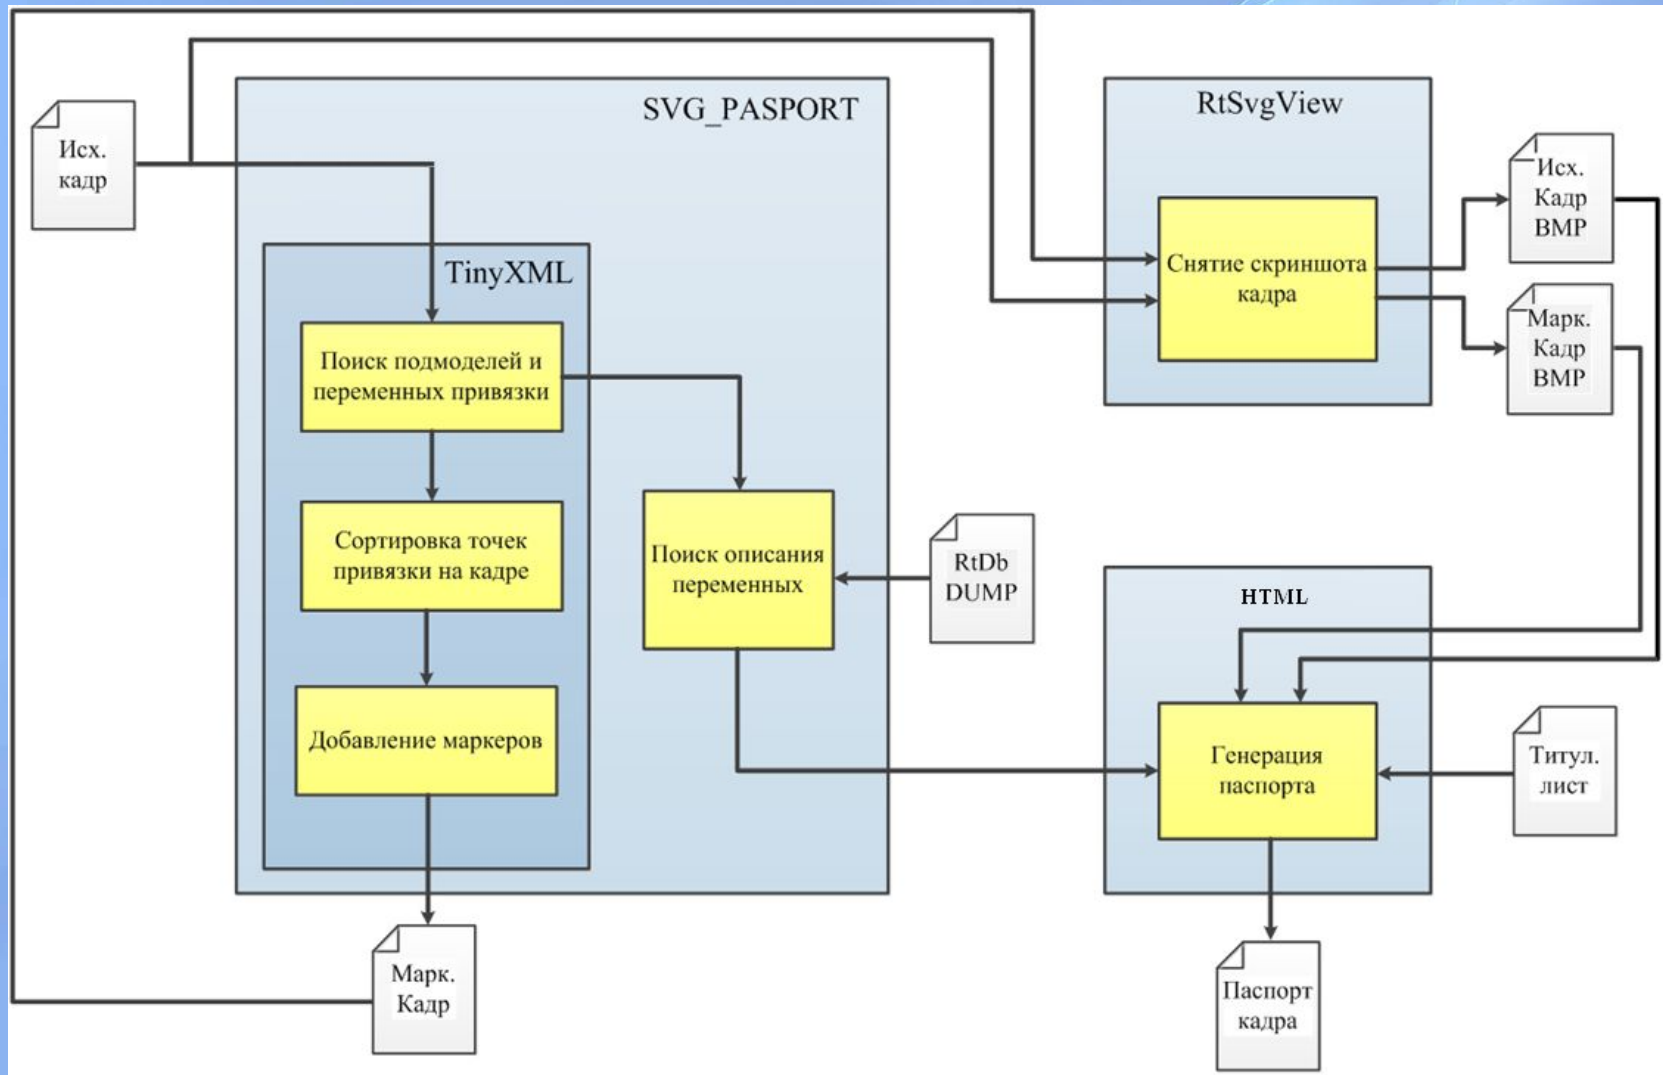 SVG_PASPORT
RtSvgView
Исх.
кадр
Исх.
Кадр
BMP
TinyXML
Снятие скриншота
кадра
Марк.
Кадр
BMP
Поиск подмоделей и
переменных привязки
Сортировка точек
привязки на кадре
Поиск описания
переменных
RtDb
DUMP
HTML
Добавление маркеров
Генерация
паспорта
Титул.
лист
Марк.
Кадр
Паспорт
кадра